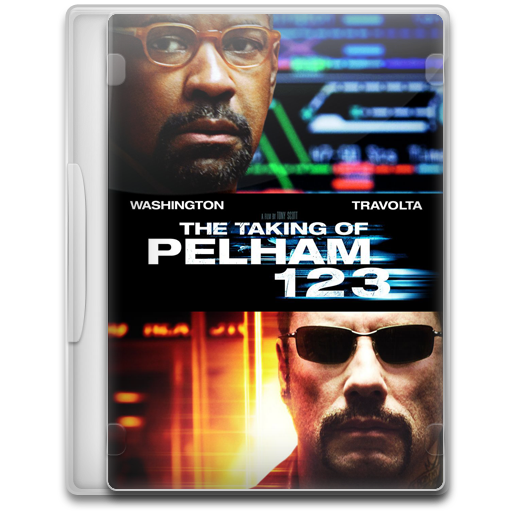 WASHINGTON TRAVOLTA
A FILM BY TONY SCOTT
THE TAKING OF
PELHAM
123